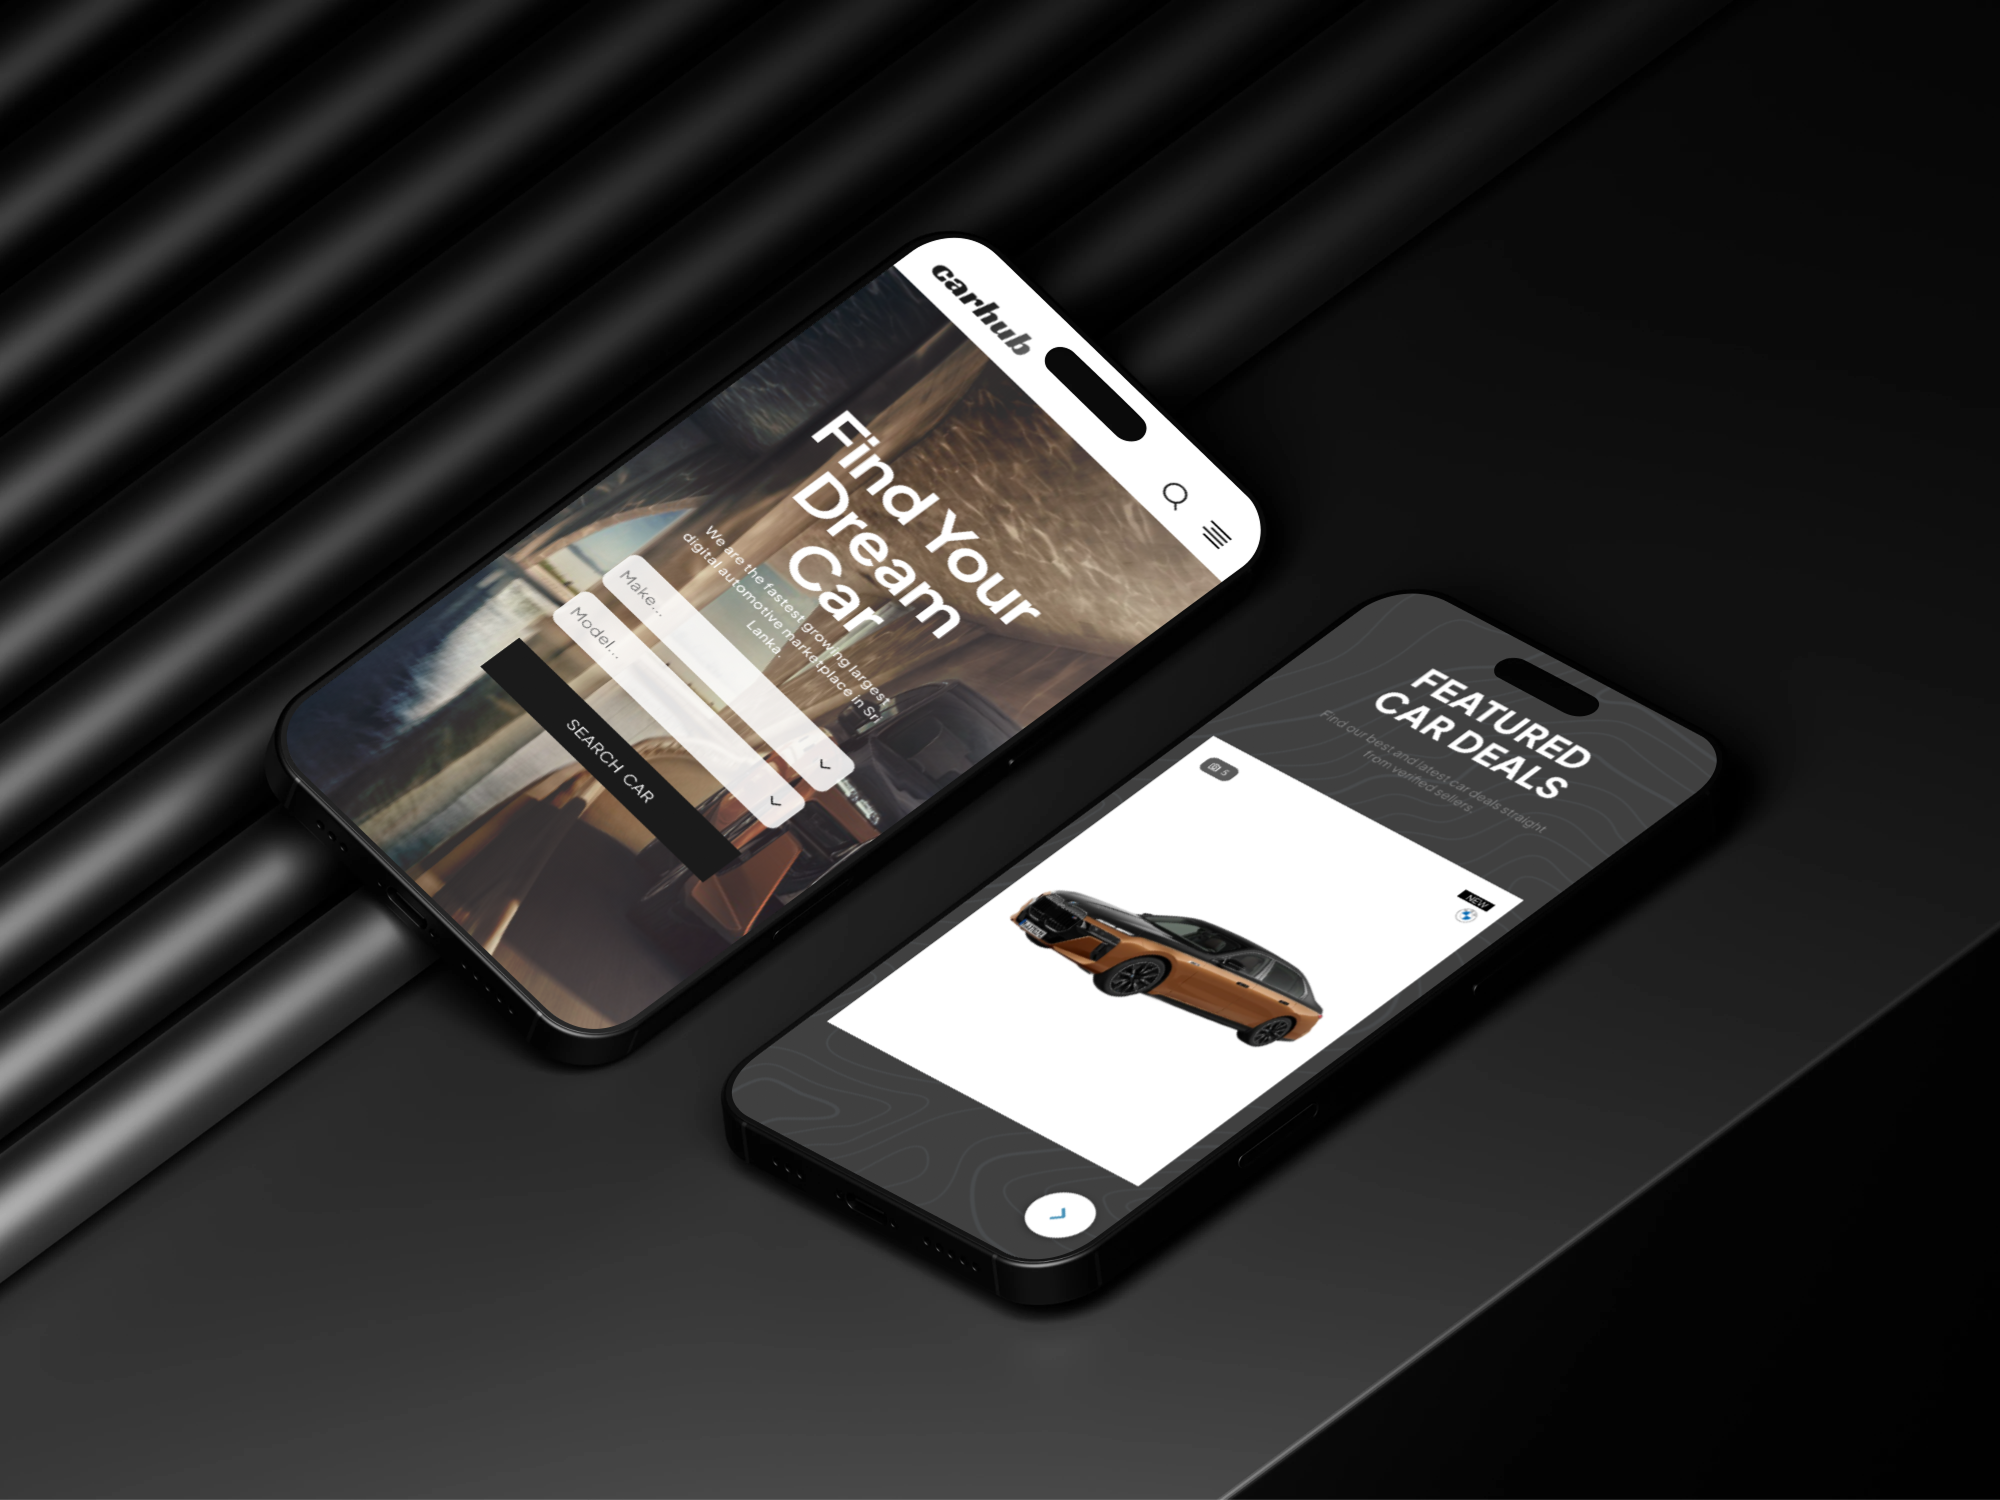 carhub
Find Your
Dream
Car
We are the fastest growing largest
digital automotive marketplace in Sri
Lanka.
Make...
Model...
SEARCH CAR
FEATURED
CAR DEALS
Find our best and latest car deals straight
from verified sellers.
5
NEW